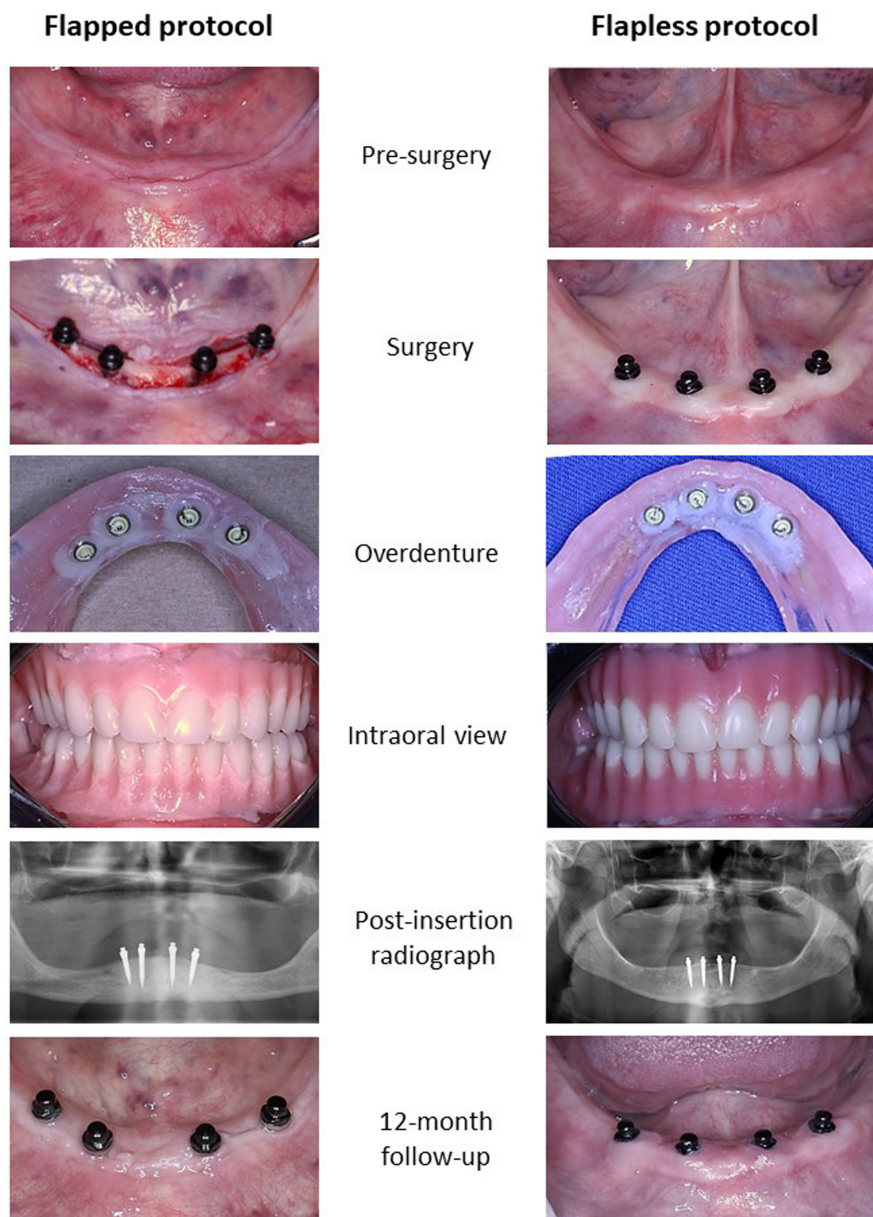 Flapped protocol
Flapless protocol
Pre-surgery
Surgery
Overdenture
Intraoral view
Post-insertion
radiograph
12-month
follow-up